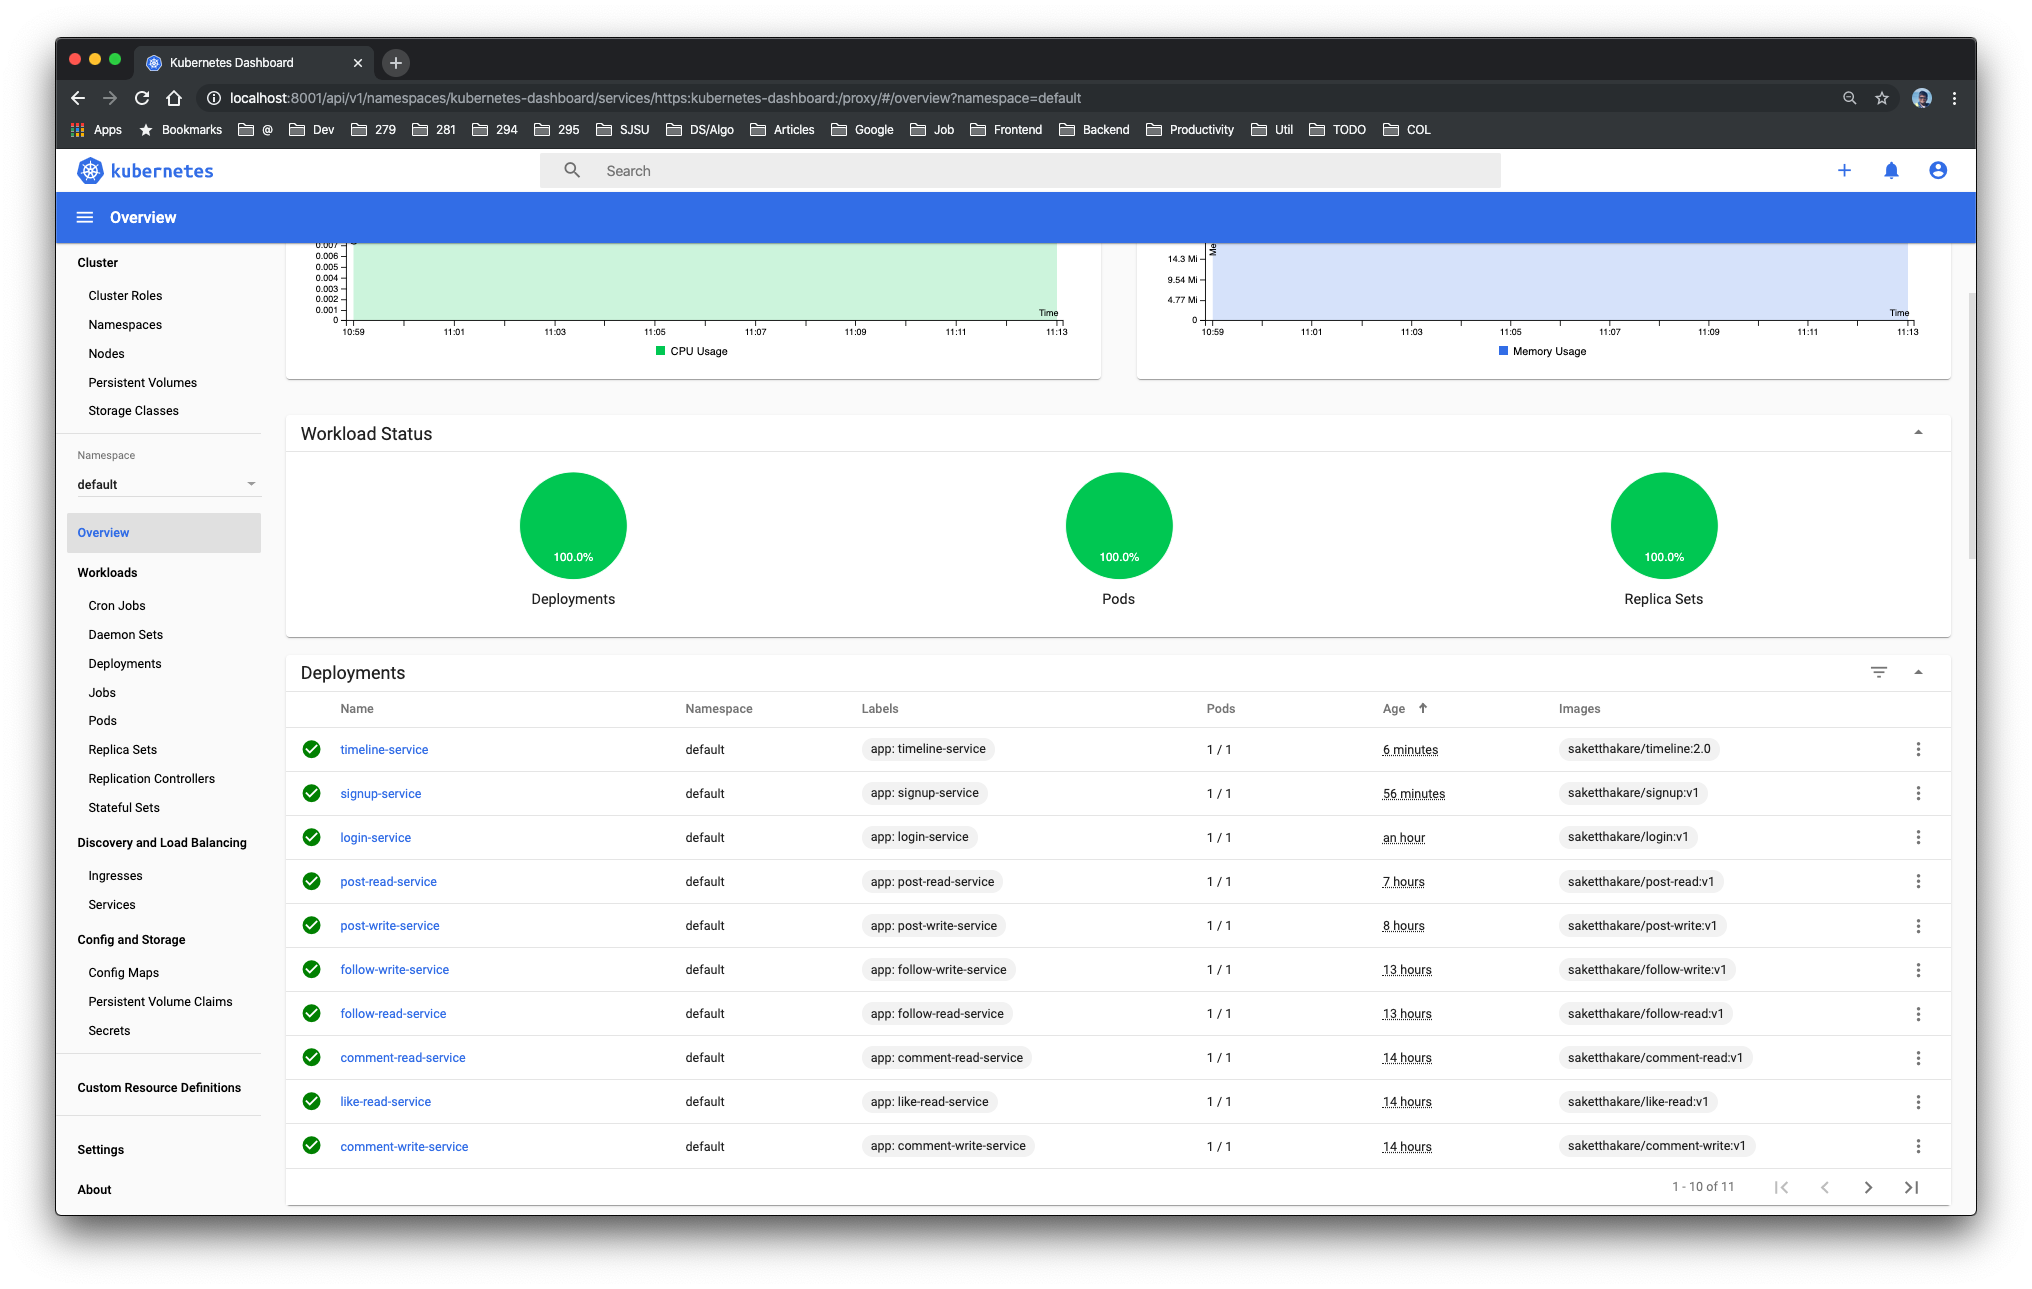 Kubernetes Dashboard
localhost:8001/api/v1/namespaces/kubernetes-dashboard/services/https:kubernetes-dashboard:/proxy/#/overview?namespace=default
Apps Bookmarks @ Dev 279 281 294 295 SJSU DS/Algo Articles Google Job Frontend Backend Productivity Util TODO COL
kubernetes Search
Overview
Cluster
Cluster Roles
Namespaces
Nodes
Persistent Volumes
Storage Classes
Namespace
default
Overview
Workloads
Cron Jobs
Daemon Sets
Deployments
Jobs
Pods
Replica Sets
Replication Controllers
Stateful Sets
Discovery and Load Balancing
Ingresses
Services
Config and Storage
Config Maps
Persistent Volume Claims
Secrets
Custom Resource Definitions
Settings
About
0.007
0.006
0.005
0.004
0.003
0.002
0.001
0
Time
10:59 11:01 11:03 11:05 11:07 11:09 11:11 11:13
CPU Usage
Me
14.3 Mi
9.54 Mi
4.77 Mi
0
Time
10:59 11:01 11:03 11:05 11:07 11:09 11:11 11:13
Memory Usage
Workload Status
100.0% 100.0% 100.0%
Deployments Pods Replica Sets
Deployments
Name Namespace Labels Pods Age Images
timeline-service default app: timeline-service 1 / 1 6 minutes saketthakare/timeline:2.0
signup-service default app: signup-service 1 / 1 56 minutes saketthakare/signup:v1
login-service default app: login-service 1 / 1 an hour saketthakare/login:v1
post-read-service default app: post-read-service 1 / 1 7 hours saketthakare/post-read:v1
post-write-service default app: post-write-service 1 / 1 8 hours saketthakare/post-write:v1
follow-write-service default app: follow-write-service 1 / 1 13 hours saketthakare/follow-write:v1
follow-read-service default app: follow-read-service 1 / 1 13 hours saketthakare/follow-read:v1
comment-read-service default app: comment-read-service 1 / 1 14 hours saketthakare/comment-read:v1
like-read-service default app: like-read-service 1 / 1 14 hours saketthakare/like-read:v1
comment-write-service default app: comment-write-service 1 / 1 14 hours saketthakare/comment-write:v1
1 - 10 of 11